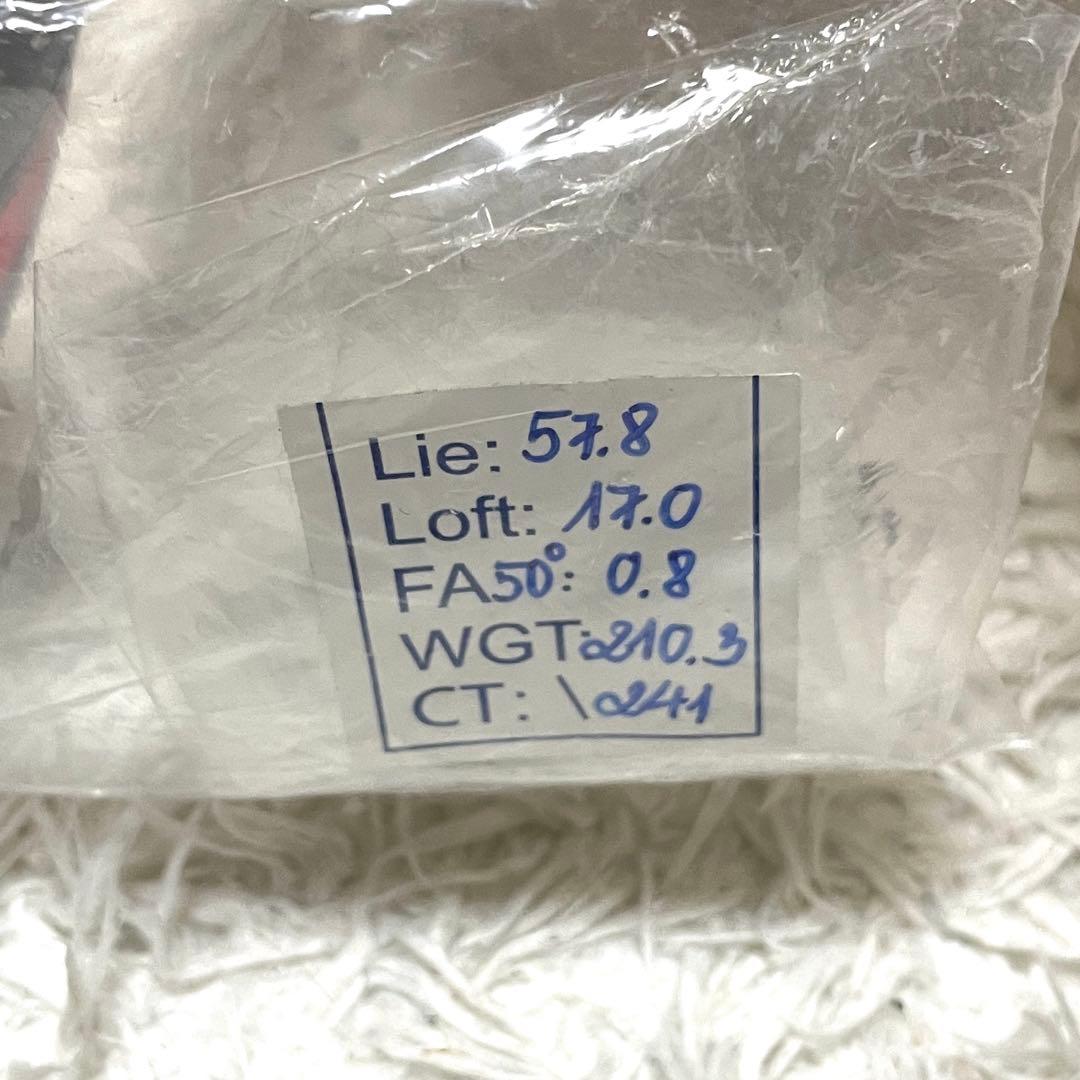 Lie: 57.8
Loft: 17.0
FA50°: 0.8
WGT: 210.3
CT: \241